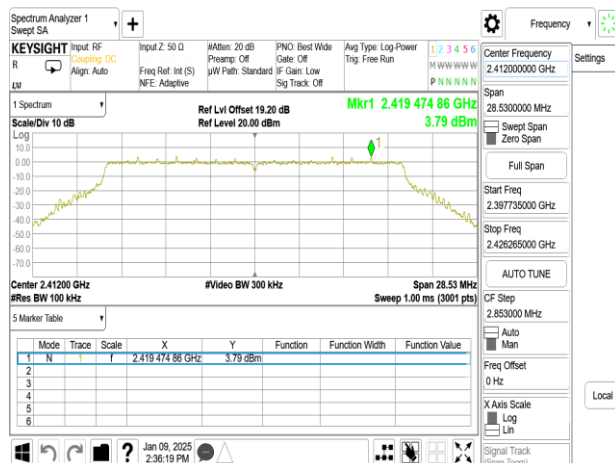 Spectrum Analyzer 1
Swept SA
Frequency
Settings
KEYSIGHT
R
Input: RF
Coupling: DC
Align: Auto
Input Z: 50 Ω
Freq Ref: Int (S)
NFE: Adaptive
#Atten: 20 dB
Preamp: Off
µW Path: Standard
PNO: Best Wide
Gate: Off
IF Gain: Low
Sig Track: Off
Avg Type: Log-Power
Trig: Free Run
1 2 3 4 5 6
M W W W W W
P N N N N N
1 Spectrum
Scale/Div 10 dB
Ref Lvl Offset 19.20 dB
Ref Level 20.00 dBm
Mkr1 2.419 474 86 GHz
3.79 dBm
Log
10.0
0.00
-10.0
-20.0
-30.0
-40.0
-50.0
-60.0
-70.0
1
Center 2.41200 GHz
#Res BW 100 kHz
#Video BW 300 kHz
Span 28.53 MHz
Sweep 1.00 ms (3001 pts)
5 Marker Table
Mode Trace Scale X Y Function Function Width Function Value
1 N 1 f 2.419 474 86 GHz 3.79 dBm
2
3
4
5
6
Jan 09, 2025
2:36:19 PM
Center Frequency
2.412000000 GHz
Span
28.5300000 MHz
Swept Span
Zero Span
Full Span
Start Freq
2.397735000 GHz
Stop Freq
2.426265000 GHz
AUTO TUNE
CF Step
2.853000 MHz
Auto
Man
Freq Offset
0 Hz
X Axis Scale
Log
Lin
Signal Track
(Span Zoom)
Local